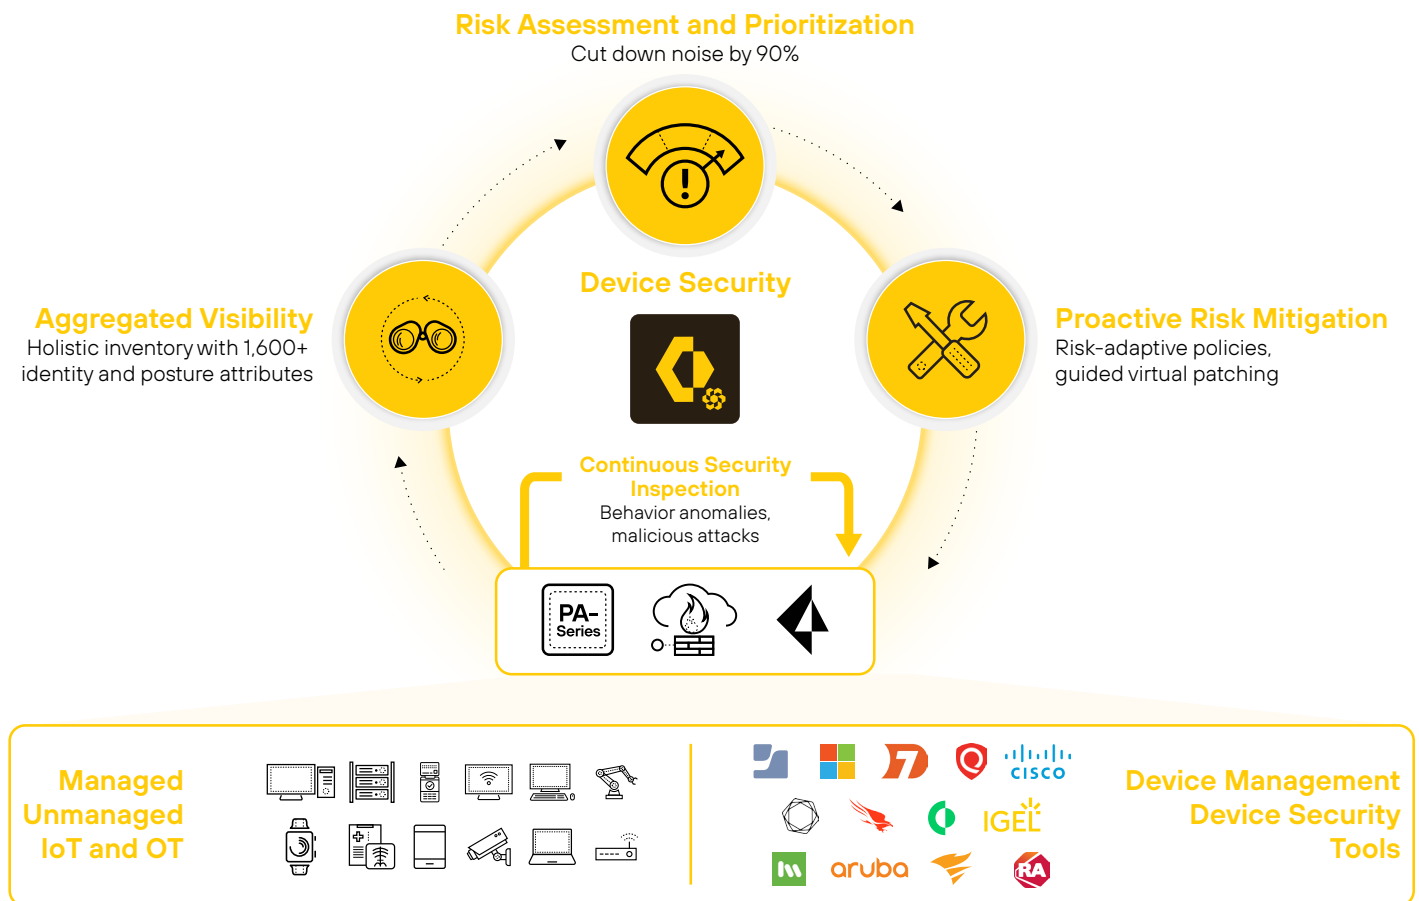 Risk Assessment and Prioritization
Cut down noise by 90%
Device Security
Aggregated Visibility
Holistic inventory with 1,600+
identity and posture attributes
Proactive Risk Mitigation
Risk-adaptive policies,
guided virtual patching
Continuous Security
Inspection
Behavior anomalies,
malicious attacks
PA-
Series
Managed
Unmanaged
IoT and OT
CISCO
IGEL
aruba
RA
Device Management
Device Security
Tools